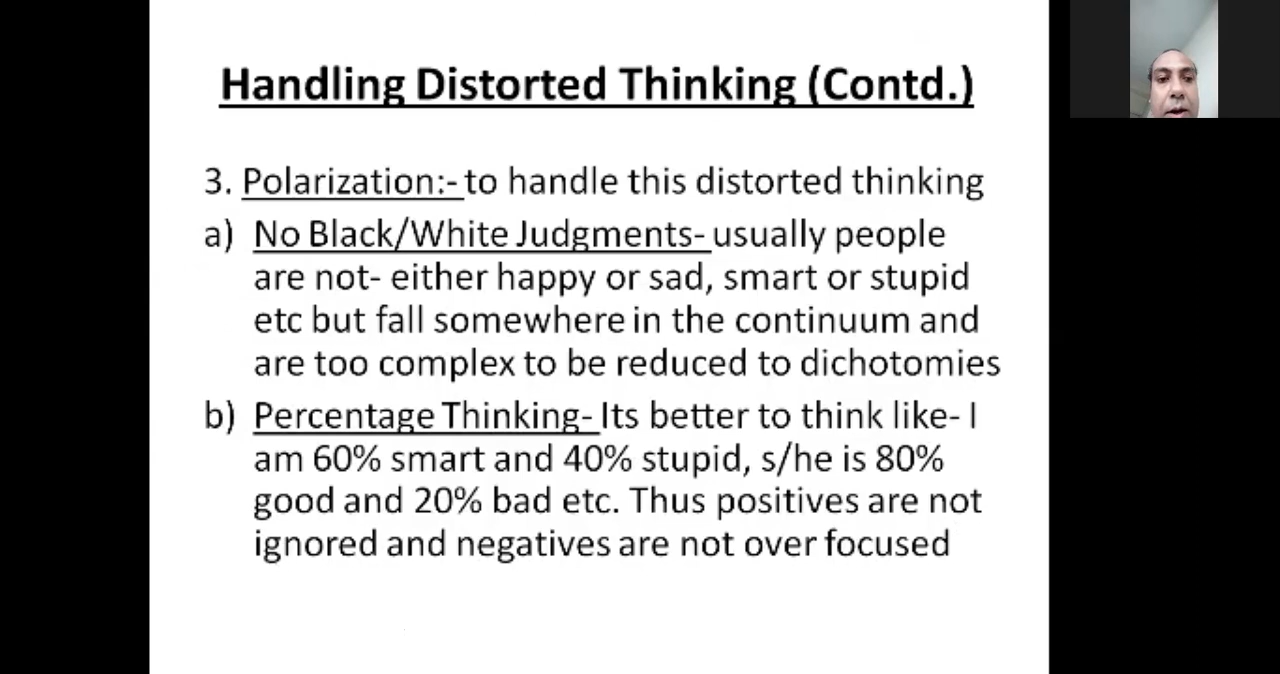 Handling Distorted Thinking (Contd.)
3. Polarization:- to handle this distorted thinking
a) No Black/White Judgments- usually people
are not- either happy or sad, smart or stupid
etc but fall somewhere in the continuum and
are too complex to be reduced to dichotomies
b) Percentage Thinking- Its better to think like- I
am 60% smart and 40% stupid, s/he is 80%
good and 20% bad etc. Thus positives are not
ignored and negatives are not over focused